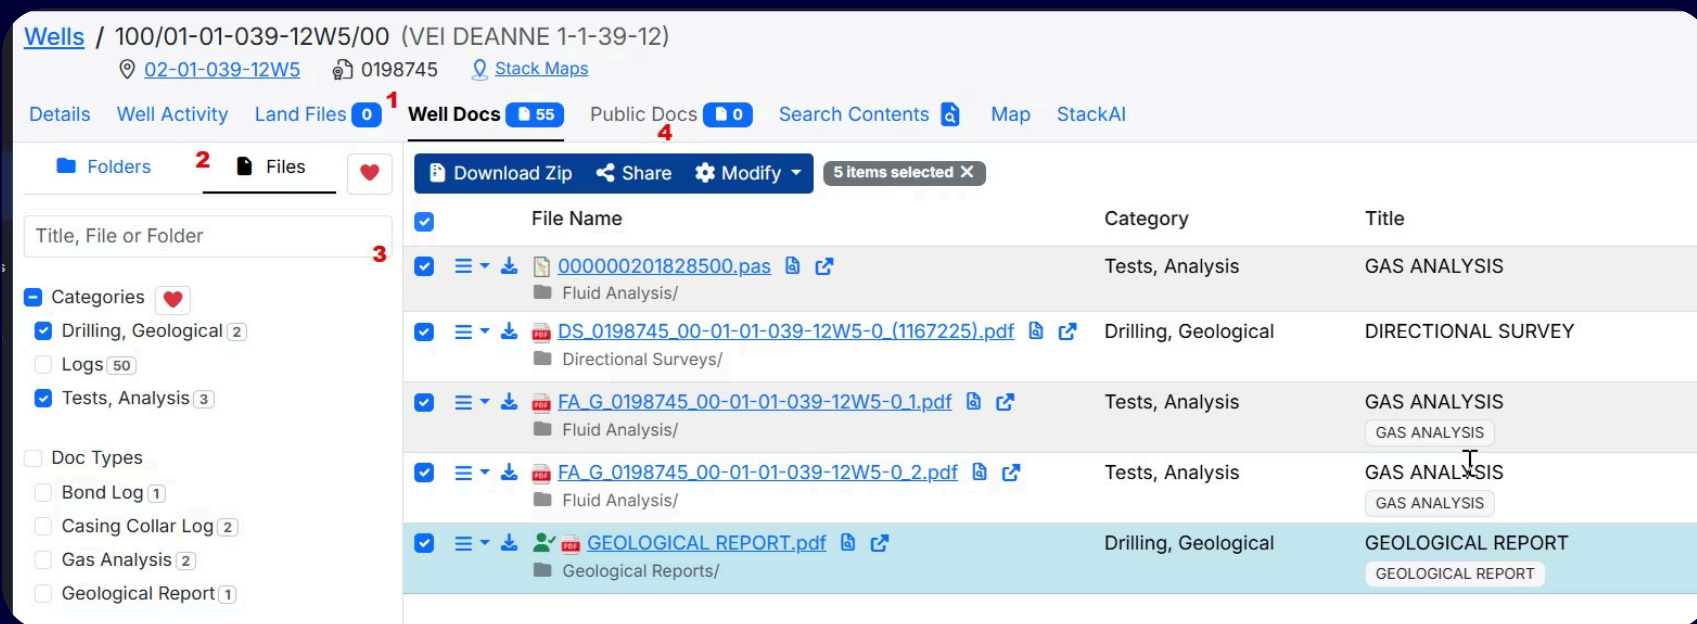 Wells / 100/01-01-039-12W5/00 (VEI DEANNE 1-1-39-12)
02-01-039-12W5 0198745 Stack Maps
Details Well Activity Land Files 0 1 Well Docs 55 Public Docs 0 Search Contents Map StackAI
4
Folders 2 Files
Download Zip Share Modify 5 items selected ✕
Title, File or Folder
3
Categories
Drilling, Geological 2
Logs 50
Tests, Analysis 3
Doc Types
Bond Log 1
Casing Collar Log 2
Gas Analysis 2
Geological Report 1
File Name Category Title
000000201828500.pas Tests, Analysis GAS ANALYSIS
Fluid Analysis/
DS_0198745_00-01-01-039-12W5-0_(1167225).pdf Drilling, Geological DIRECTIONAL SURVEY
Directional Surveys/
FA_G_0198745_00-01-01-039-12W5-0_1.pdf Tests, Analysis GAS ANALYSIS
Fluid Analysis/ GAS ANALYSIS
FA_G_0198745_00-01-01-039-12W5-0_2.pdf Tests, Analysis GAS ANALYSIS
Fluid Analysis/ GAS ANALYSIS
GEOLOGICAL REPORT.pdf Drilling, Geological GEOLOGICAL REPORT
Geological Reports/ GEOLOGICAL REPORT